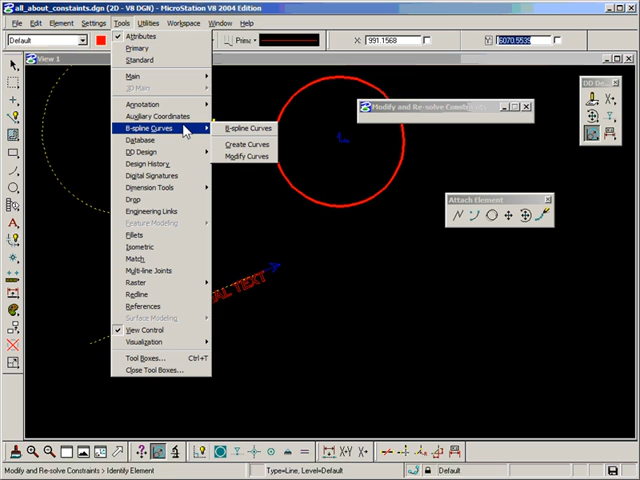 all_about_constaints.dgn (2D - V8 DGN) - MicroStation V8 2004 Edition
File Edit Element Settings Tools Utilities Workspace Window Help
Default
X: 991.1568
Y: 6070.5539
View 1
Attributes
Primary
Standard
Main
3D Main
Annotation
Auxiliary Coordinates
B-spline Curves
Database
DD Design
Design History
Digital Signatures
Dimension Tools
Drop
Engineering Links
Feature Modeling
Fillets
Isometric
Match
Multi-line Joints
Raster
Redline
References
Surface Modeling
View Control
Visualization
Tool Boxes... Ctrl+T
Close Tool Boxes...
B-spline Curves
Create Curves
Modify Curves
Modify and Re-solve Constraints
DD De
Attach Element
TEXT
Modify and Re-solve Constraints > Identify Element
Type=Line, Level=Default
Default